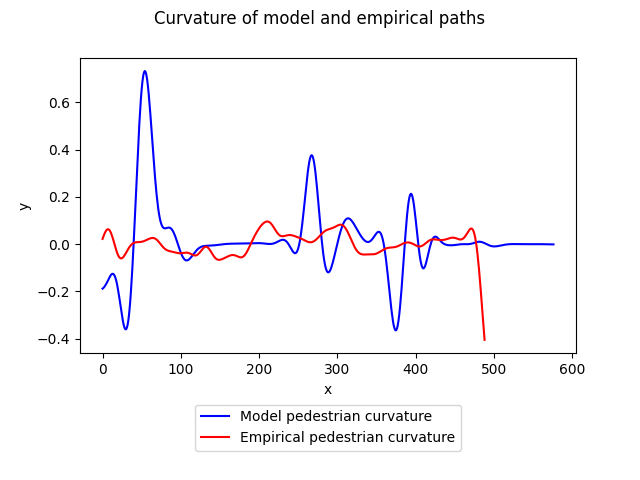 Curvature of model and empirical paths
0.6
0.4
0.2
0.0
−0.2
−0.4
y
0 100 200 300 400 500 600
x
Model pedestrian curvature
Empirical pedestrian curvature